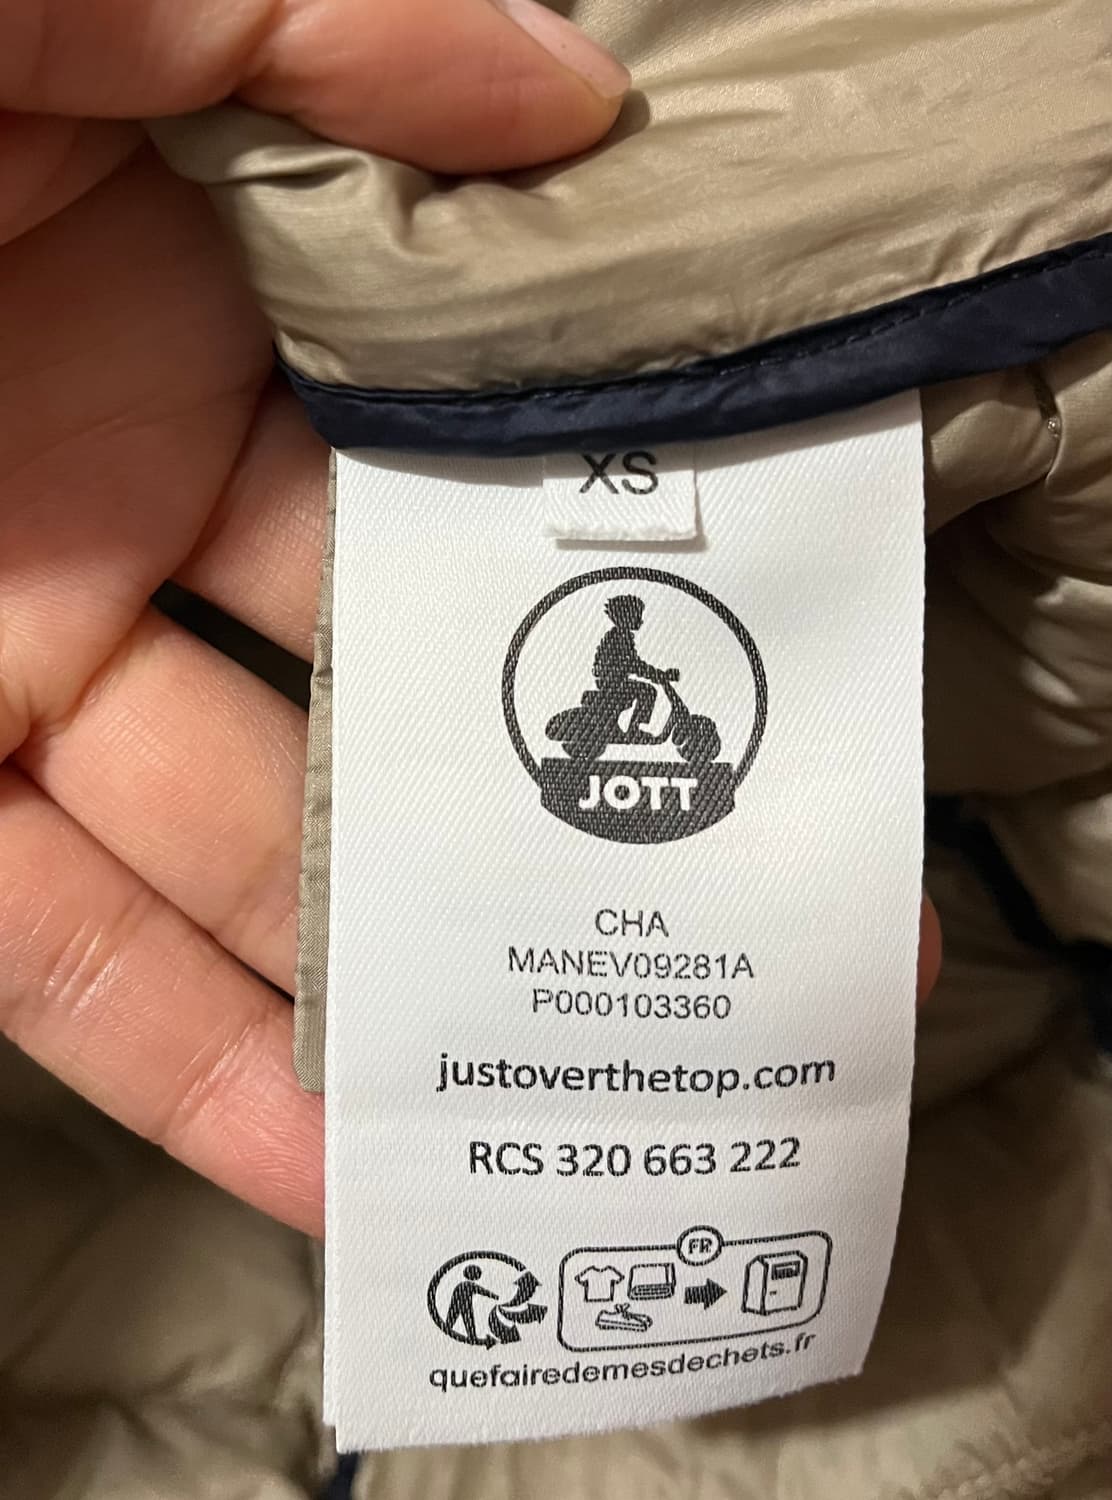 XS
JOTT
CHA
MANEV09281A
P000103360
justoverthetop.com
RCS 320 663 222
FR
quefairedemesdechets.fr